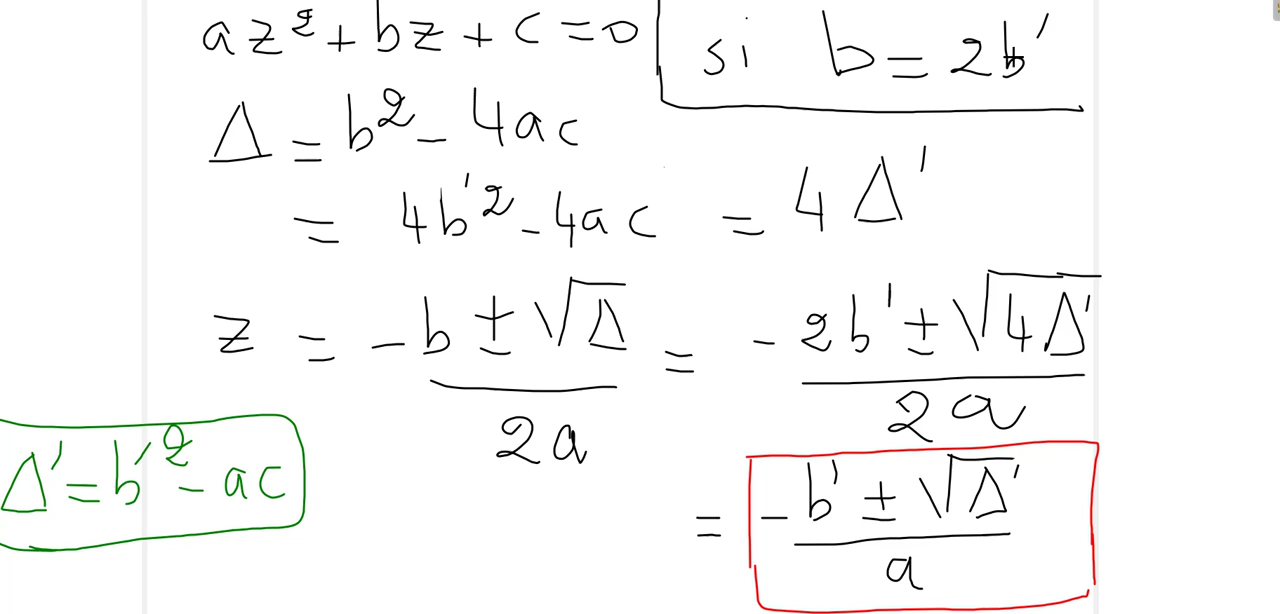 az² + bz + c = 0
si b = 2b'
Δ = b² - 4ac
= 4b'² - 4ac = 4Δ'
z = -b ± √Δ / 2a = -2b' ± √4Δ' / 2a
Δ' = b'² - ac
= -b' ± √Δ' / a